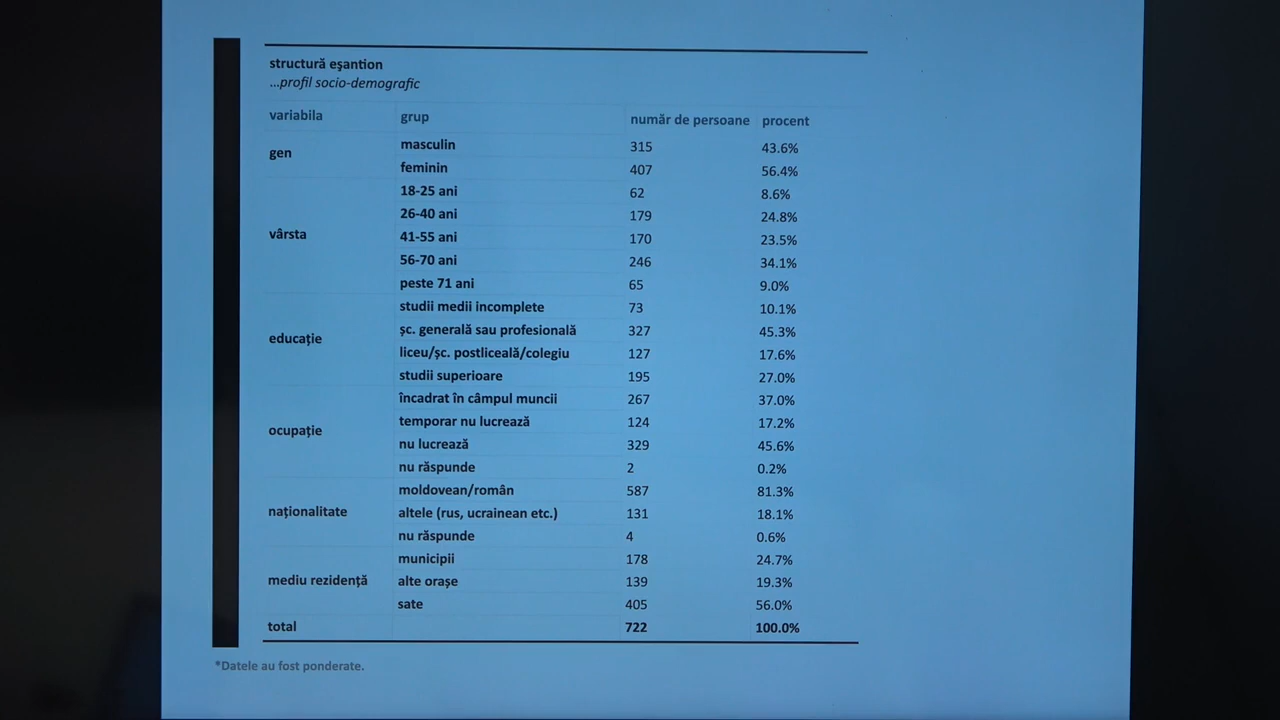 structură eşantion
...profil socio-demografic
variabila grup număr de persoane procent
gen
masculin 315 43.6%
feminin 407 56.4%
vârsta
18-25 ani 62 8.6%
26-40 ani 179 24.8%
41-55 ani 170 23.5%
56-70 ani 246 34.1%
peste 71 ani 65 9.0%
educație
studii medii incomplete 73 10.1%
șc. generală sau profesională 327 45.3%
liceu/șc. postliceală/colegiu 127 17.6%
studii superioare 195 27.0%
ocupație
încadrat în câmpul muncii 267 37.0%
temporar nu lucrează 124 17.2%
nu lucrează 329 45.6%
nu răspunde 2 0.2%
naționalitate
moldovean/român 587 81.3%
altele (rus, ucrainean etc.) 131 18.1%
nu răspunde 4 0.6%
mediu rezidență
municipii 178 24.7%
alte orașe 139 19.3%
sate 405 56.0%
total 722 100.0%
*Datele au fost ponderate.